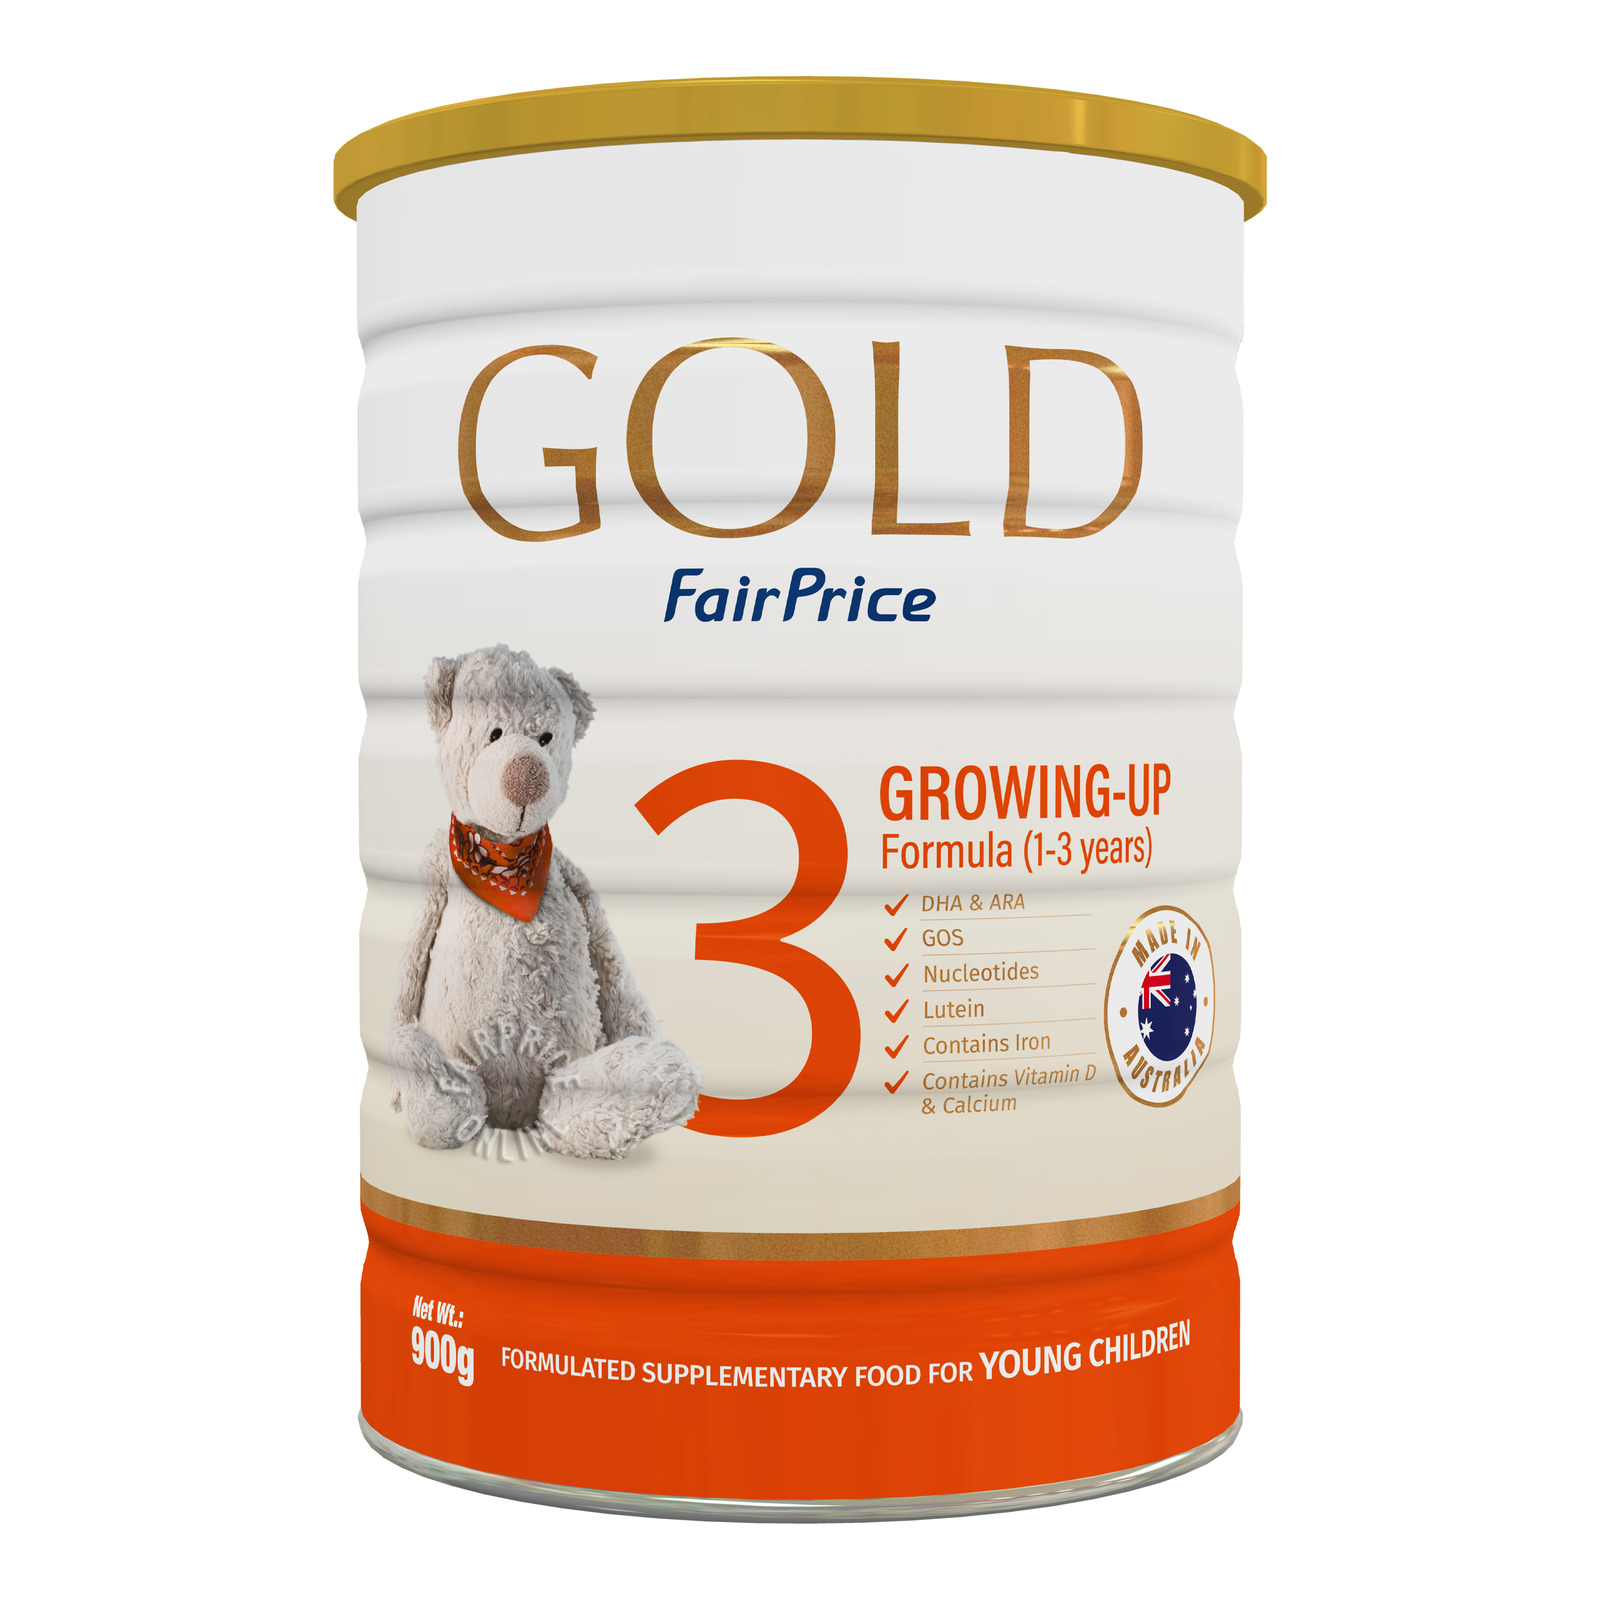 GOLD
FairPrice
3
GROWING-UP
Formula (1-3 years)
DHA & ARA
GOS
Nucleotides
Lutein
Contains Iron
Contains Vitamin D
& Calcium
MADE IN
AUSTRALIA
FAIRPRICE
ONLINE
Net Wt.:
900g
FORMULATED SUPPLEMENTARY FOOD FOR YOUNG CHILDREN